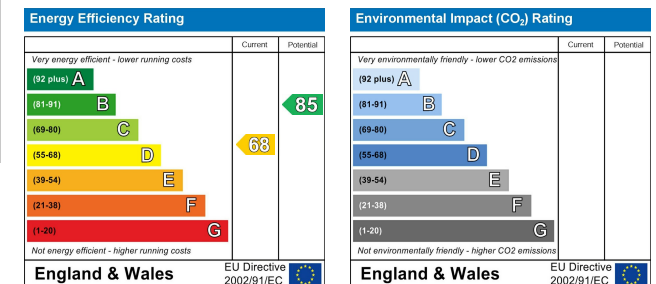 Energy Efficiency Rating
Current Potential
Very energy efficient - lower running costs
(92 plus) A
(81-91) B
85
(69-80) C
68
(55-68) D
(39-54) E
(21-38) F
(1-20) G
Not energy efficient - higher running costs
England & Wales
EU Directive
2002/91/EC
Environmental Impact (CO₂) Rating
Current Potential
Very environmentally friendly - lower CO2 emissions
(92 plus) A
(81-91) B
(69-80) C
(55-68) D
(39-54) E
(21-38) F
(1-20) G
Not environmentally friendly - higher CO2 emissions
England & Wales
EU Directive
2002/91/EC